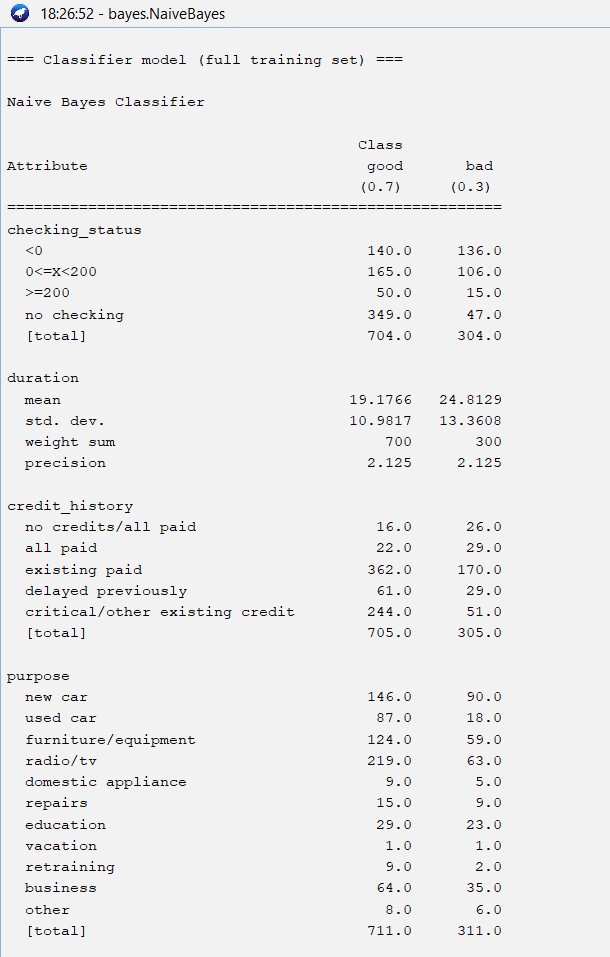 18:26:52 - bayes.NaiveBayes
=== Classifier model (full training set) ===
Naive Bayes Classifier
Class
Attribute good bad
(0.7) (0.3)
=======================================================
checking_status
<0 140.0 136.0
0<=X<200 165.0 106.0
>=200 50.0 15.0
no checking 349.0 47.0
[total] 704.0 304.0
duration
mean 19.1766 24.8129
std. dev. 10.9817 13.3608
weight sum 700 300
precision 2.125 2.125
credit_history
no credits/all paid 16.0 26.0
all paid 22.0 29.0
existing paid 362.0 170.0
delayed previously 61.0 29.0
critical/other existing credit 244.0 51.0
[total] 705.0 305.0
purpose
new car 146.0 90.0
used car 87.0 18.0
furniture/equipment 124.0 59.0
radio/tv 219.0 63.0
domestic appliance 9.0 5.0
repairs 15.0 9.0
education 29.0 23.0
vacation 1.0 1.0
retraining 9.0 2.0
business 64.0 35.0
other 8.0 6.0
[total] 711.0 311.0